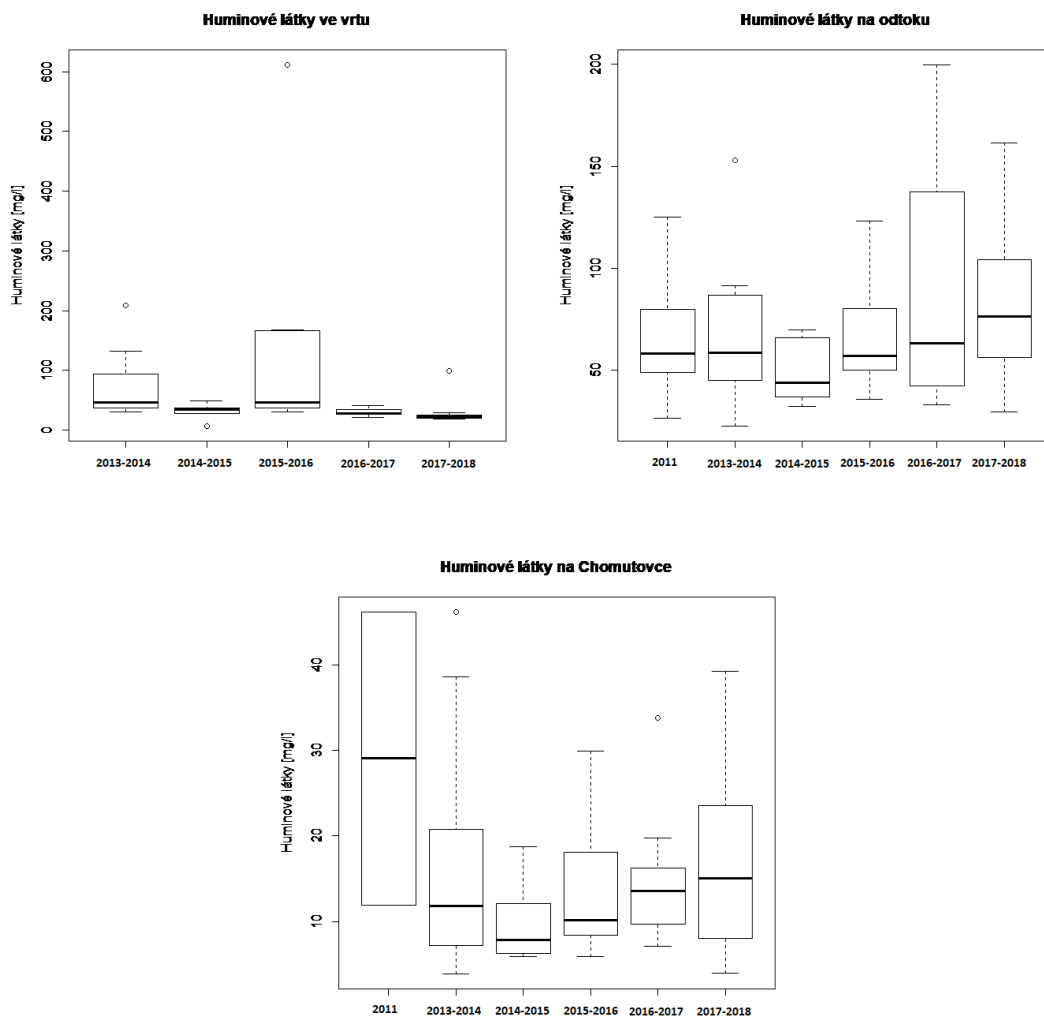 Huminové látky ve vrtu
Huminové látky [mg/l]
600
500
400
300
200
100
0
2013-2014 2014-2015 2015-2016 2016-2017 2017-2018
Huminové látky na odtoku
Huminové látky [mg/l]
200
150
100
50
2011 2013-2014 2014-2015 2015-2016 2016-2017 2017-2018
Huminové látky na Chomutovce
Huminové látky [mg/l]
40
30
20
10
2011 2013-2014 2014-2015 2015-2016 2016-2017 2017-2018